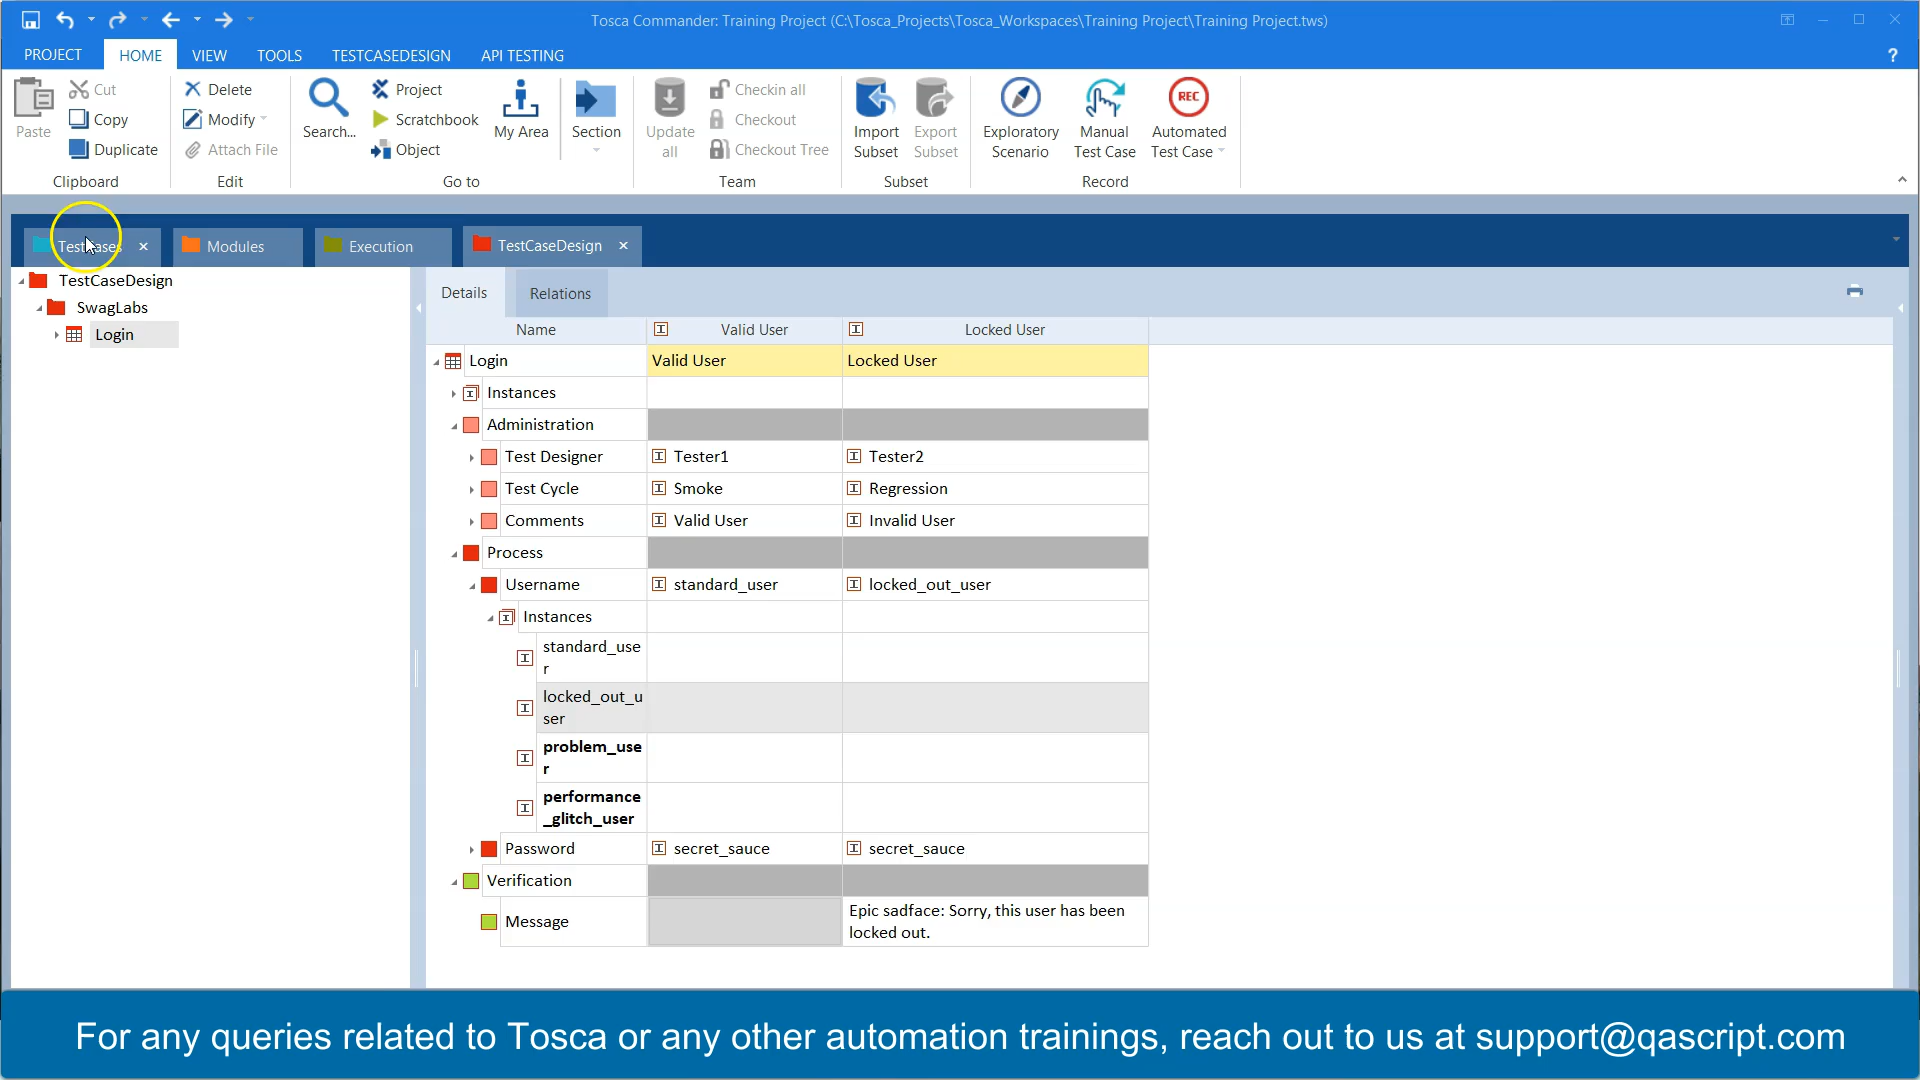 Tosca Commander: Training Project (C:\Tosca_Projects\Tosca_Workspaces\Training Project\Training Project.tws)
PROJECT HOME VIEW TOOLS TESTCASEDESIGN API TESTING ?
Paste
Cut
Copy
Duplicate
Clipboard
Delete
Modify
Attach File
Edit
Search...
Project
Scratchbook
Object
My Area
Section
Go to
Update all
Checkin all
Checkout
Checkout Tree
Team
Import Subset
Export Subset
Subset
Exploratory Scenario
Manual Test Case
REC
Automated Test Case
Record
TestCases Modules Execution TestCaseDesign
TestCaseDesign
SwagLabs
Login
Details Relations
Name Valid User Locked User
Login Valid User Locked User
Instances
Administration
Test Designer Tester1 Tester2
Test Cycle Smoke Regression
Comments Valid User Invalid User
Process
Username standard_user locked_out_user
Instances
standard_use
r
locked_out_u
ser
problem_use
r
performance
_glitch_user
Password secret_sauce secret_sauce
Verification
Message
Epic sadface: Sorry, this user has been
locked out.
For any queries related to Tosca or any other automation trainings, reach out to us at support@qascript.com